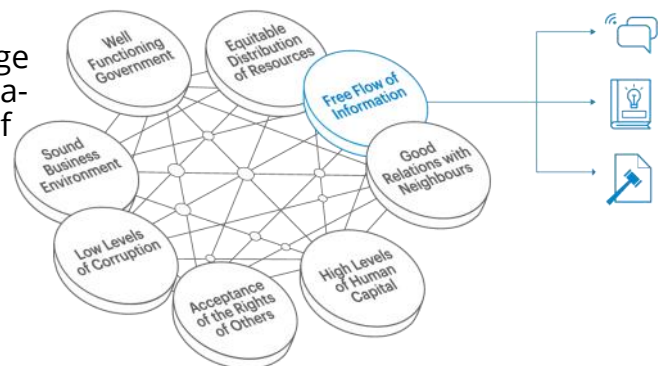 ge
a-
f
Well
Functioning
Government
Equitable
Distribution
of Resources
Free Flow of
Information
Sound
Business
Environment
Good
Relations with
Neighbours
Low Levels
of Corruption
High Levels
of Human
Capital
Acceptance
of the Rights
of Others